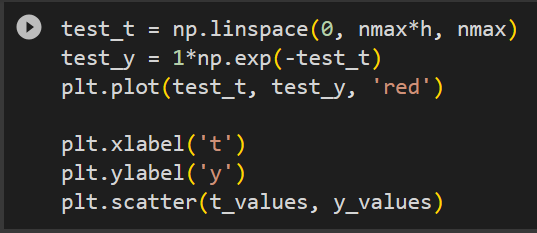 test_t = np.linspace(0, nmax*h, nmax)
test_y = 1*np.exp(-test_t)
plt.plot(test_t, test_y, 'red')
plt.xlabel('t')
plt.ylabel('y')
plt.scatter(t_values, y_values)